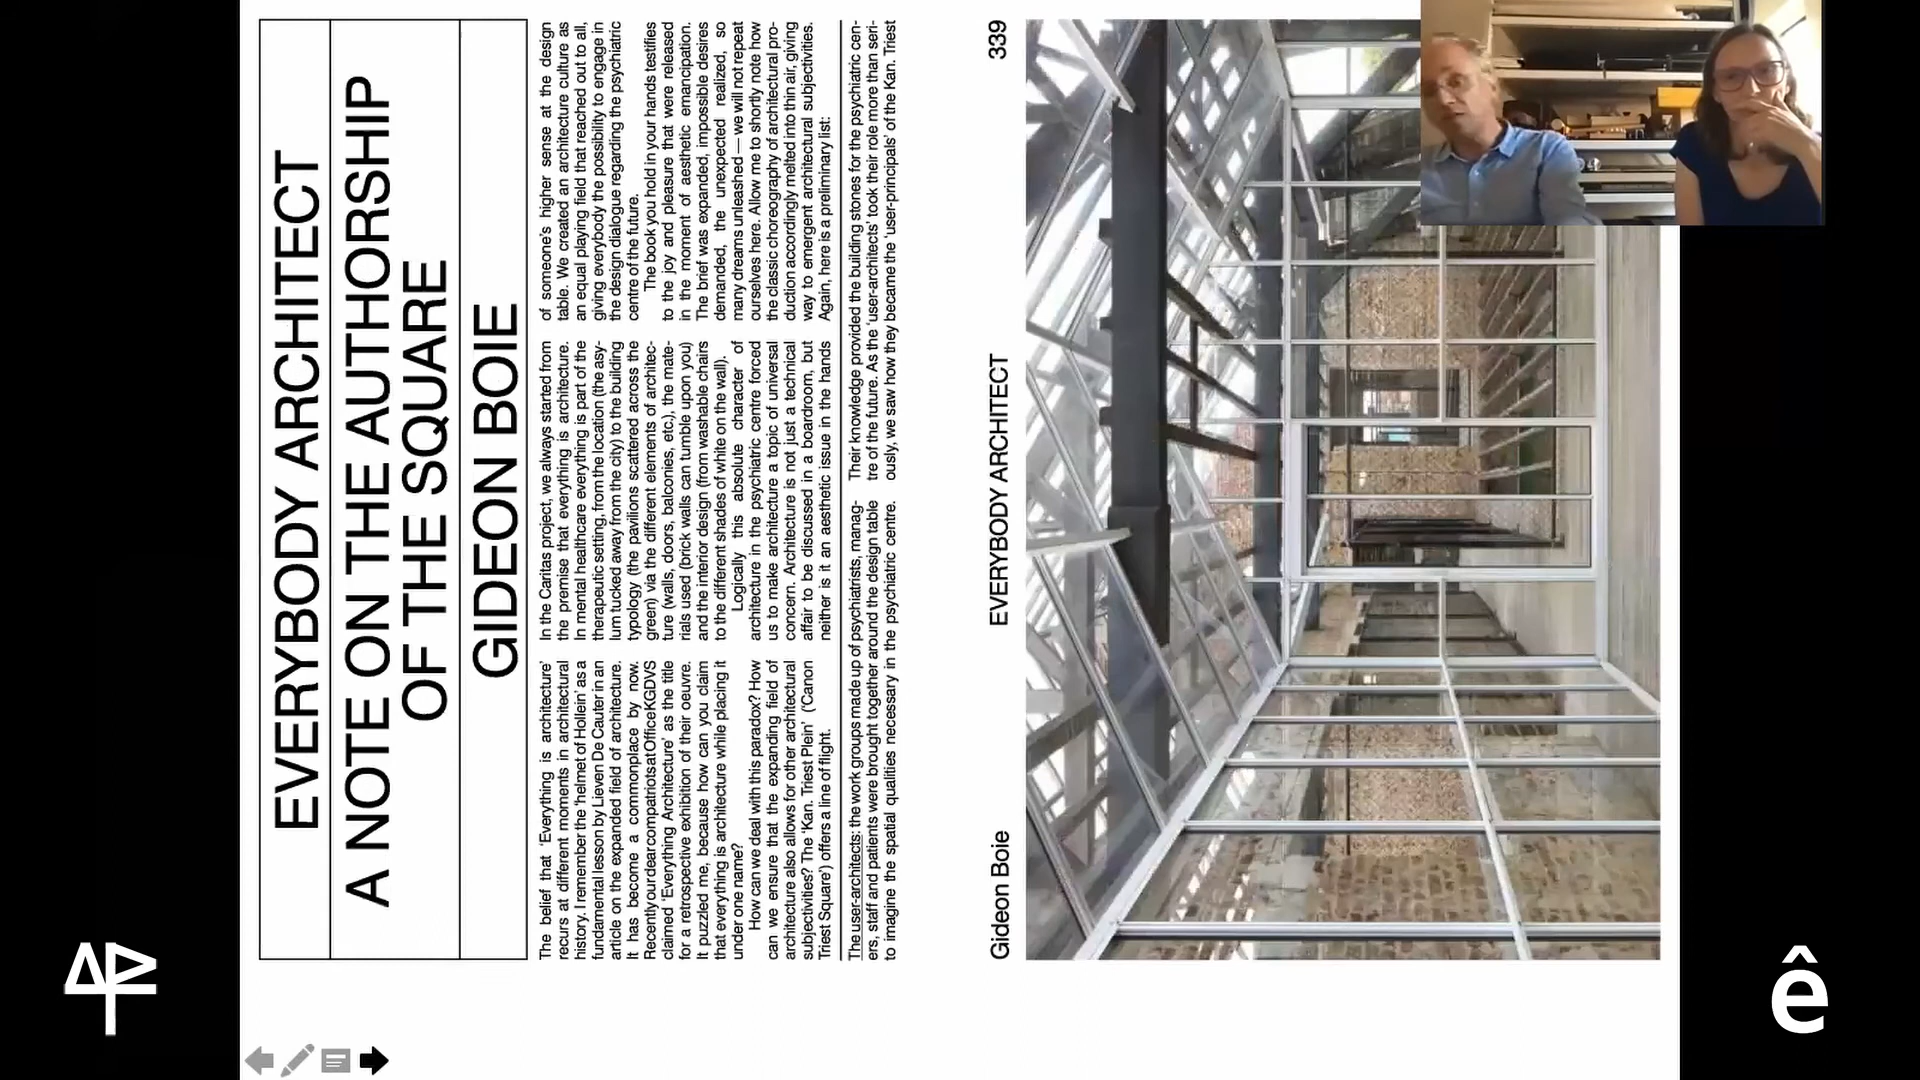 EVERYBODY ARCHITECT
A NOTE ON THE AUTHORSHIP
OF THE SQUARE
GIDEON BOIE
The belief that ‘Everything is architecture’
recurs at different moments in architectural
history. I remember the ‘helmet of Hollein’ as a
fundamental lesson by Lieven De Cauter in an
article on the expanded field of architecture.
It has become a commonplace by now.
Recently our dear compatriots at Office KGDVS
claimed ‘Everything Architecture’ as the title
for a retrospective exhibition of their oeuvre.
It puzzled me, because how can you claim
that everything is architecture while placing it
under one name?
How can we deal with this paradox? How
can we ensure that the expanding field of
architecture also allows for other architectural
subjectivities? The ‘Kan. Triest Plein’ (‘Canon
Triest Square’) offers a line of flight.
In the Caritas project, we always started from
the premise that everything is architecture.
In mental healthcare everything is part of the
therapeutic setting, from the location (the asy-
lum tucked away from the city) to the building
typology (the pavilions scattered across the
green) via the different elements of architec-
ture (walls, doors, balconies, etc.), the mate-
rials used (brick walls can tumble upon you)
and the interior design (from washable chairs
to the different shades of white on the wall).
Logically this absolute character of
architecture in the psychiatric centre forced
us to make architecture a topic of universal
concern. Architecture is not just a technical
affair to be discussed in a boardroom, but
neither is it an aesthetic issue in the hands
of someone’s higher sense at the design
table. We created an architecture culture as
an equal playing field that reached out to all,
giving everybody the possibility to engage in
the design dialogue regarding the psychiatric
centre of the future.
The book you hold in your hands testifies
to the joy and pleasure that were released
in the moment of aesthetic emancipation.
The brief was expanded, impossible desires
demanded, the unexpected realized, so
many dreams unleashed — we will not repeat
ourselves here. Allow me to shortly note how
the classic choreography of architectural pro-
duction accordingly melted into thin air, giving
way to emergent architectural subjectivities.
Again, here is a preliminary list:
The user-architects: the work groups made up of psychiatrists, manag-
ers, staff and patients were brought together around the design table
to imagine the spatial qualities necessary in the psychiatric centre.
Their knowledge provided the building stones for the psychiatric cen-
tre of the future. As the ‘user-architects’ took their role more than seri-
ously, we saw how they became the ‘user-principals’ of the Kan. Triest
Gideon Boie
EVERYBODY ARCHITECT
339
ê